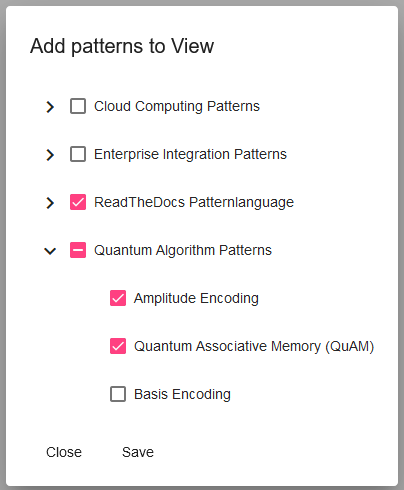 Add patterns to View
Cloud Computing Patterns
Enterprise Integration Patterns
ReadTheDocs Patternlanguage
Quantum Algorithm Patterns
Amplitude Encoding
Quantum Associative Memory (QuAM)
Basis Encoding
Close Save